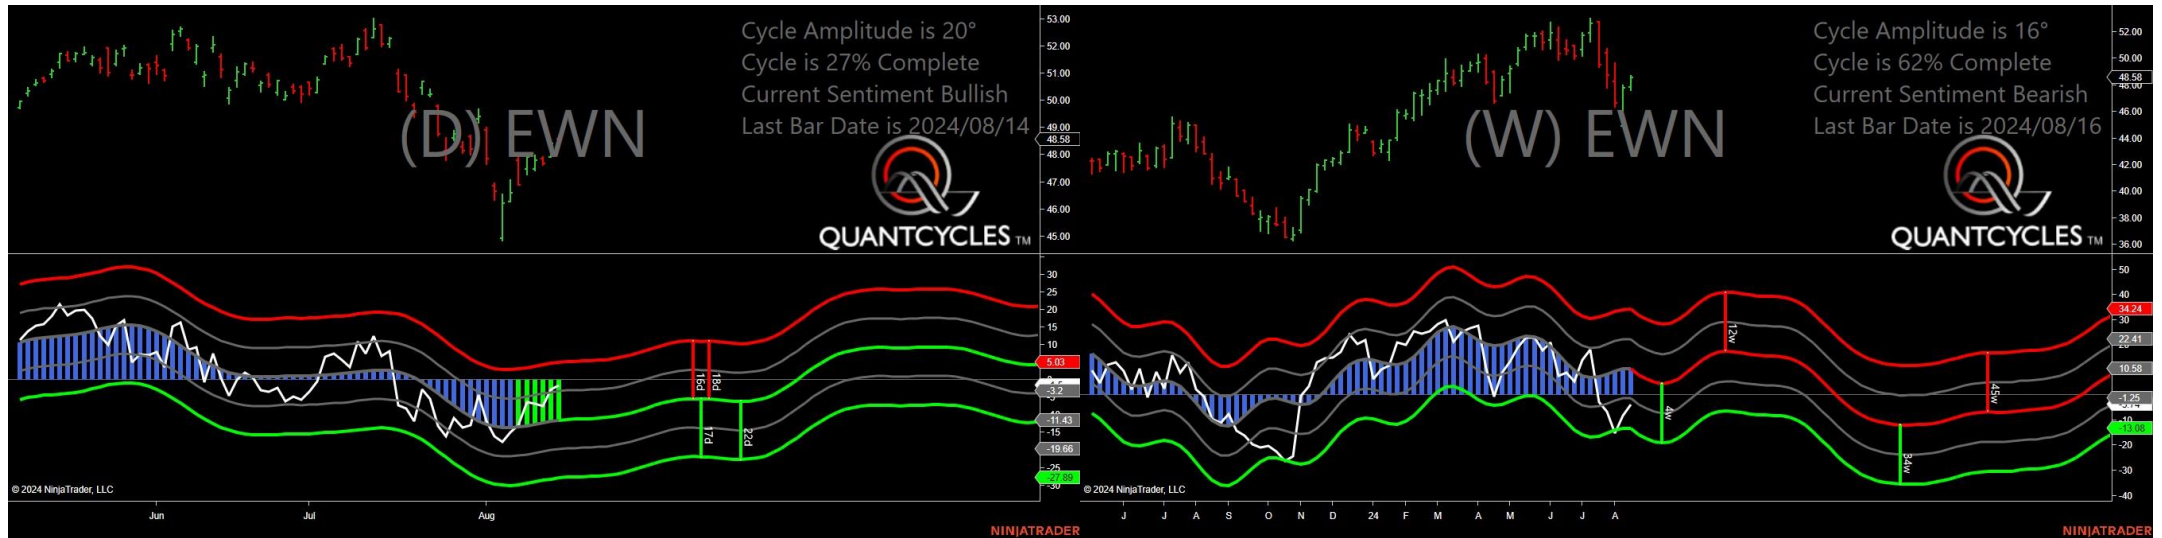 Cycle Amplitude is 20°
Cycle is 27% Complete
Current Sentiment Bullish
Last Bar Date is 2024/08/14
(D) EWN
QUANTCYCLES TM
53.00
52.00
51.00
50.00
49.00
48.58
48.00
47.00
46.00
45.00
30
25
20
15
10
5.03
-3.2
-11.43
-15
-19.66
-25
-27.89
-30
16d
18d
17d
22d
© 2024 NinjaTrader, LLC
Jun Jul Aug
NINJATRADER
Cycle Amplitude is 16°
Cycle is 62% Complete
Current Sentiment Bearish
Last Bar Date is 2024/08/16
(W) EWN
QUANTCYCLES TM
52.00
50.00
48.58
48.00
46.00
44.00
42.00
40.00
38.00
36.00
50
40
34.24
30
22.41
10.58
-1.25
-13.08
-20
-30
-40
12w
4w
34w
45w
© 2024 NinjaTrader, LLC
J J A S O N D 24 F M A M J J A
NINJATRADER